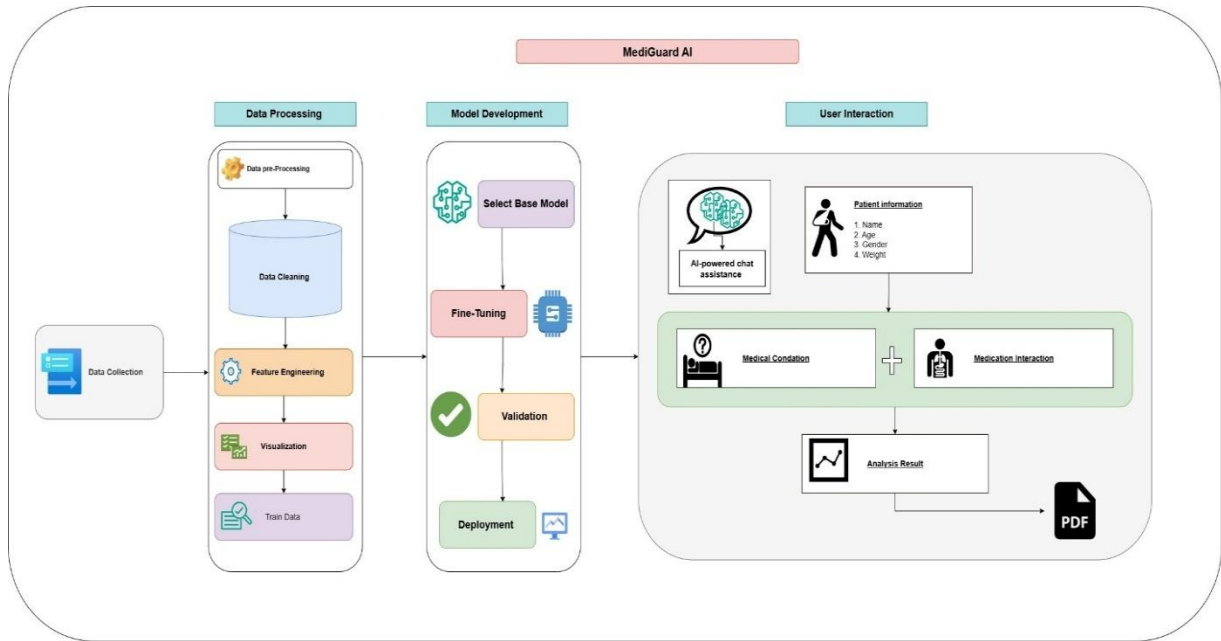 MediGuard AI
Data Processing
Model Development
User Interaction
Data Collection
Data pre-Processing
Data Cleaning
Feature Engineering
Visualization
Train Data
Select Base Model
Fine-Tuning
Validation
Deployment
AI-powered chat
assistance
Patient information
1. Name
2. Age
3. Gender
4. Weight
?
Medical Condation
Medication Interaction
Analysis Result
PDF